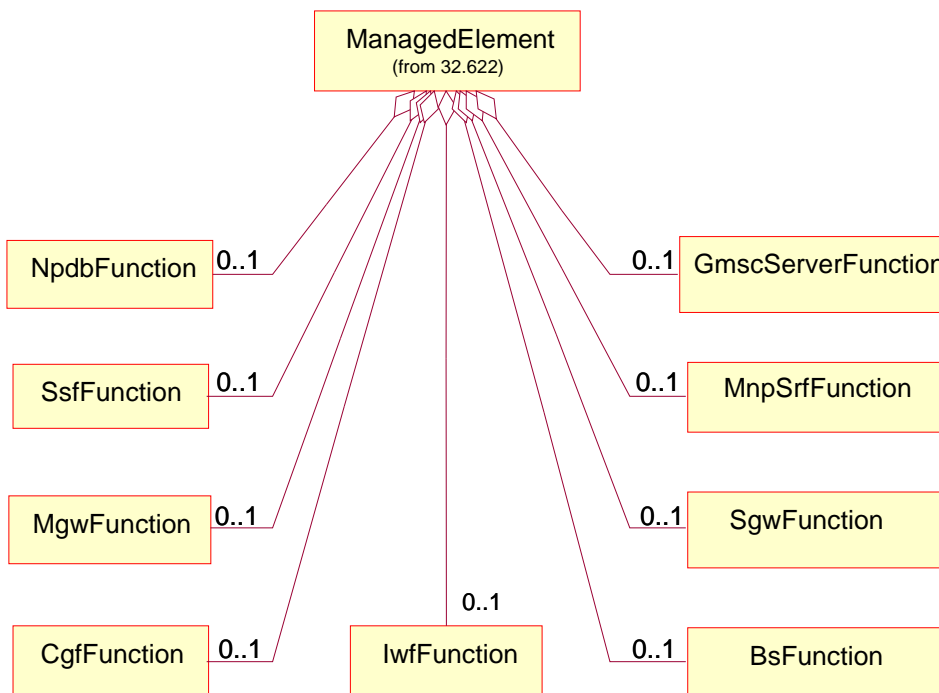 ManagedElement
(from 32.622)
NpdbFunction
0..1
0..1
GmscServerFunction
SsfFunction
0..1
0..1
MnpSrfFunction
MgwFunction
0..1
0..1
SgwFunction
CgfFunction
0..1
0..1
IwfFunction
0..1
BsFunction